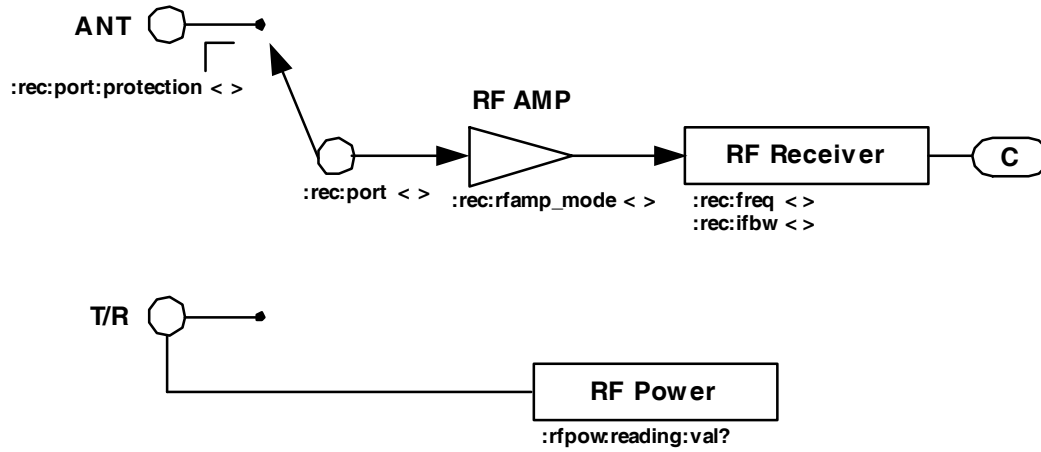 ANT
:rec:port:protection < >
RF AMP
RF Receiver
C
:rec:port < >
:rec:rfamp_mode < >
:rec:freq < >
:rec:ifbw < >
T/R
RF Power
:rfpow:reading:val?